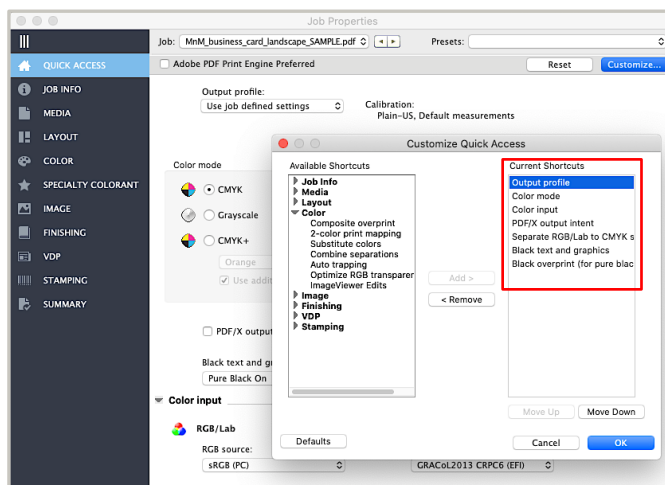 Job Properties
Job: MnM_business_card_landscape_SAMPLE.pdf Presets:
QUICK ACCESS
JOB INFO
MEDIA
LAYOUT
COLOR
SPECIALTY COLORANT
IMAGE
FINISHING
VDP
STAMPING
SUMMARY
Adobe PDF Print Engine Preferred Reset Customize...
Output profile:
Use job defined settings
Calibration:
Plain-US, Default measurements
Color mode
CMYK
Grayscale
CMYK+
Orange
Use addit
PDF/X outpu
Black text and g
Pure Black On
Color input
RGB/Lab
RGB source:
sRGB (PC) GRACoL2013 CRPC6 (EFI)
Customize Quick Access
Available Shortcuts
Job Info
Media
Layout
Color
Composite overprint
2-color print mapping
Substitute colors
Combine separations
Auto trapping
Optimize RGB transparer
ImageViewer Edits
Image
Finishing
VDP
Stamping
Add >
< Remove
Current Shortcuts
Output profile
Color mode
Color input
PDF/X output intent
Separate RGB/Lab to CMYK s
Black text and graphics
Black overprint (for pure blac
Move Up Move Down
Defaults Cancel OK